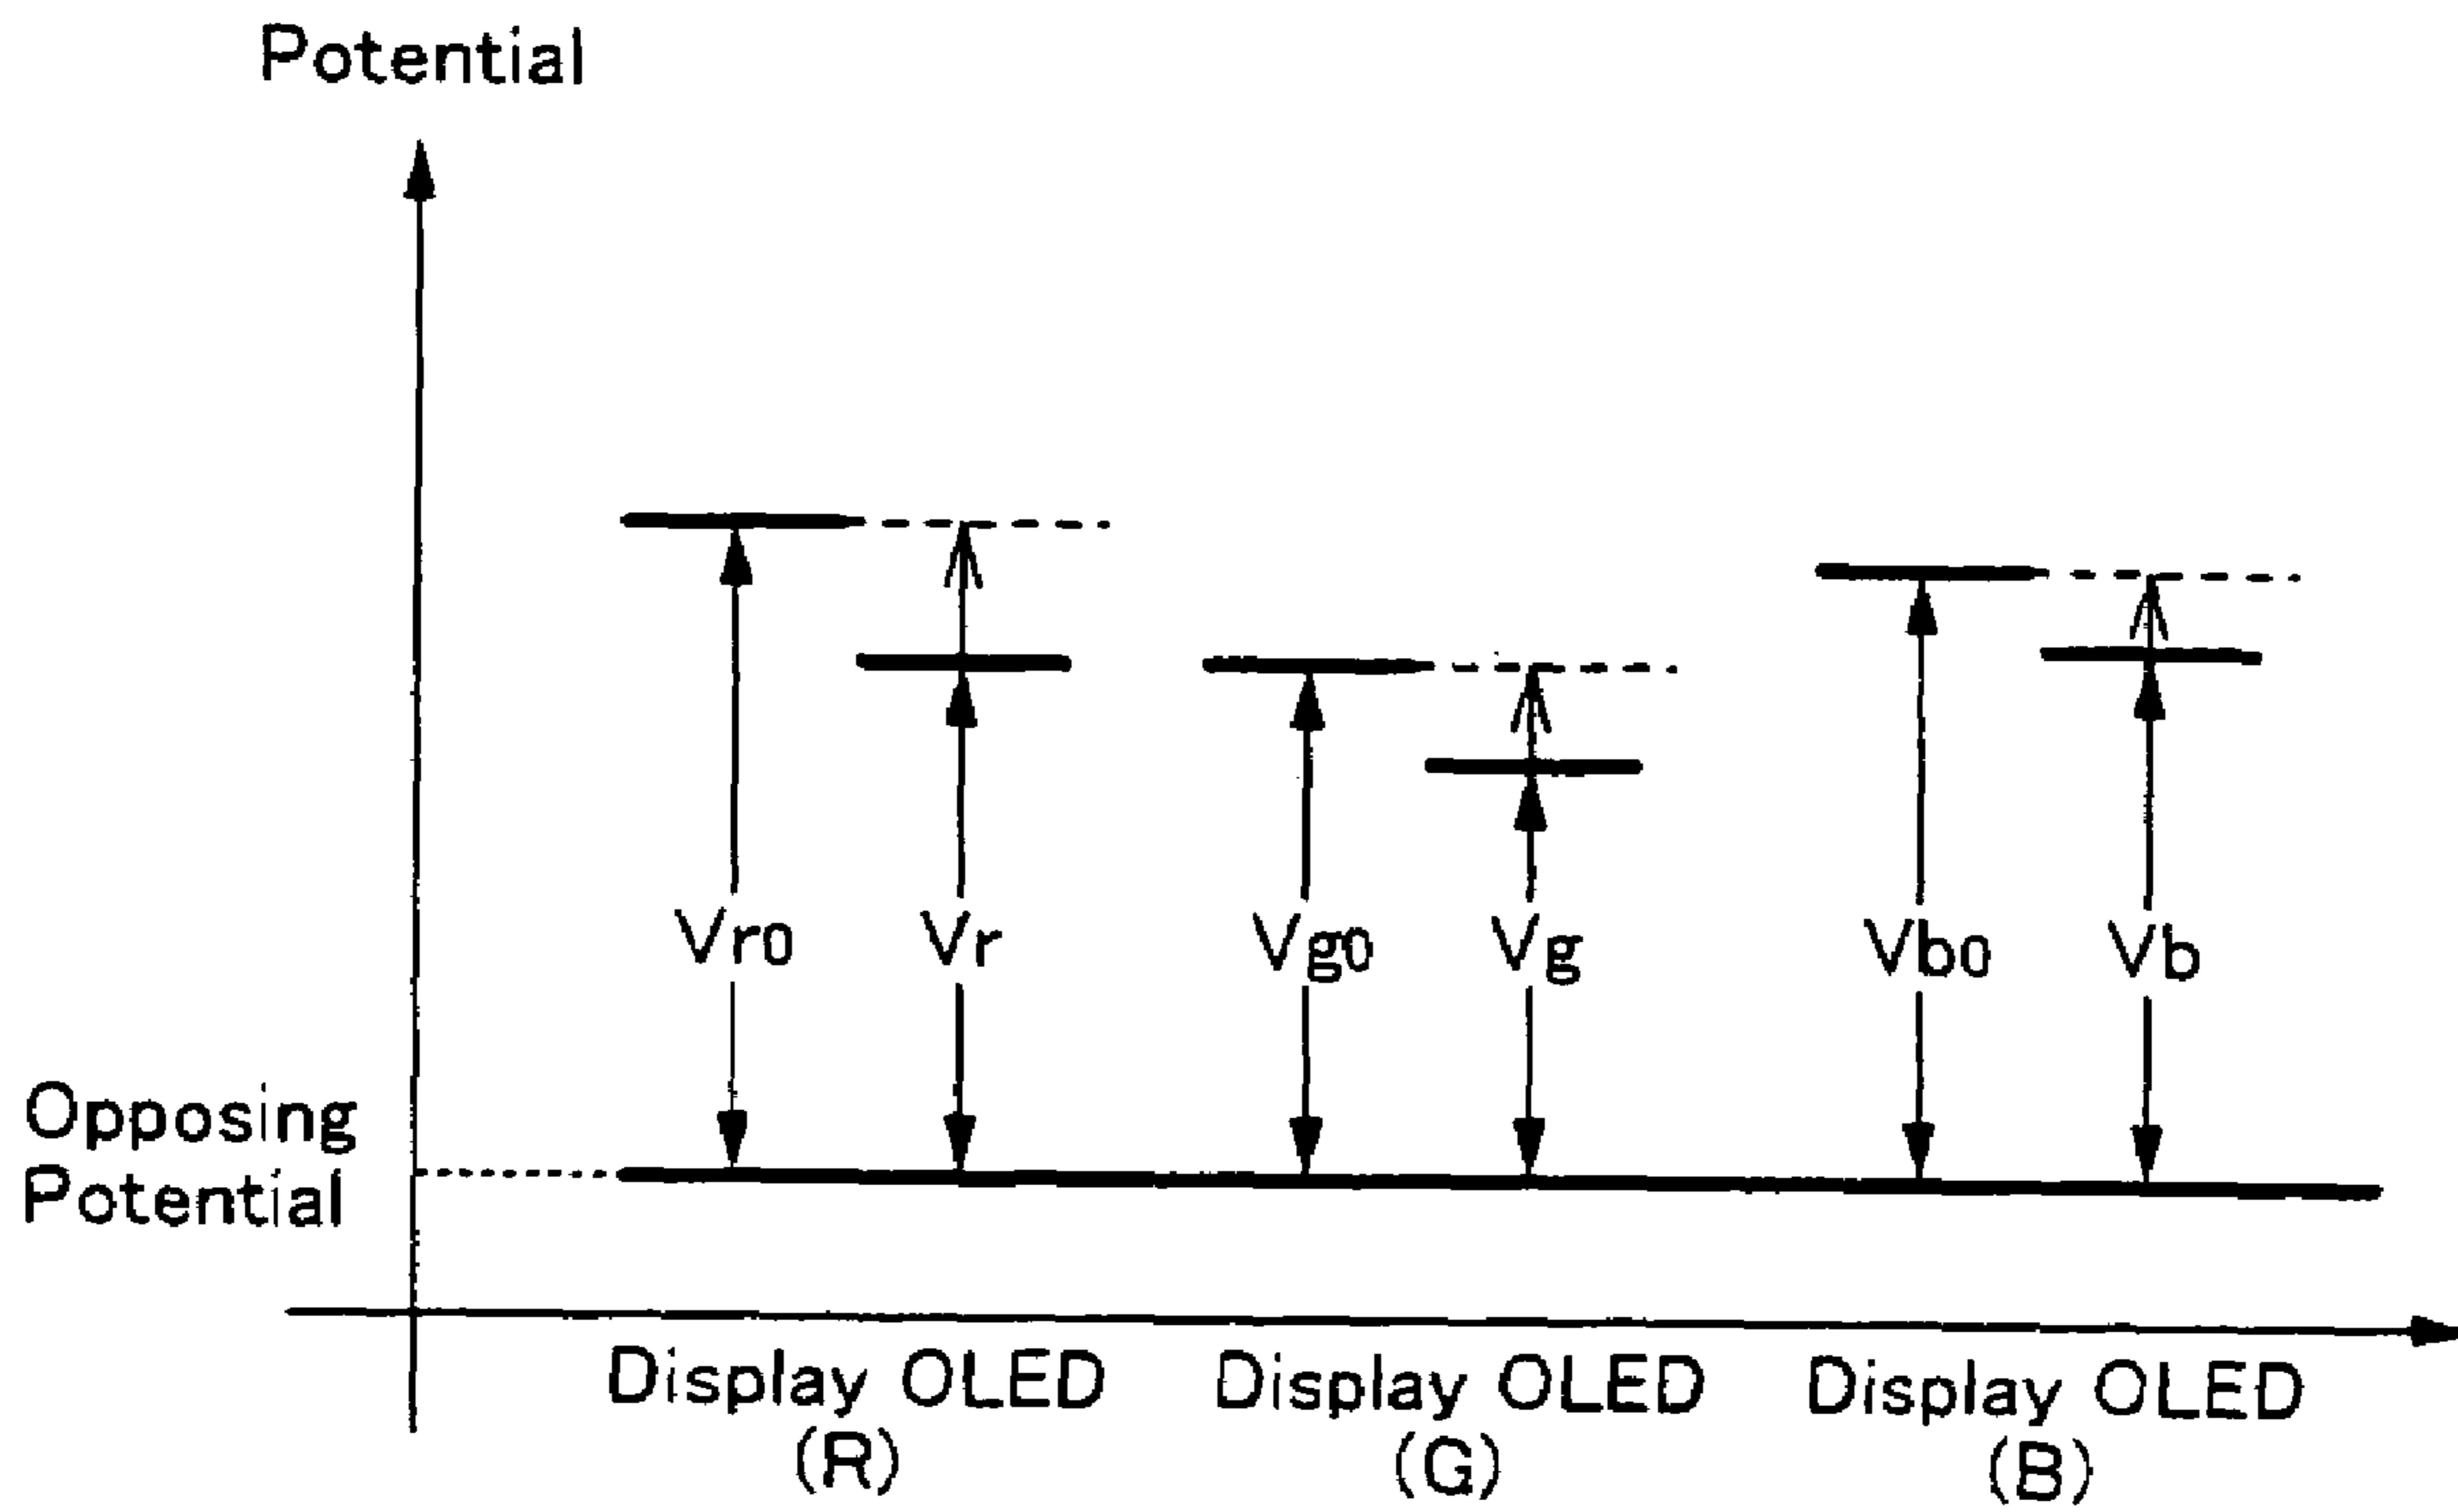 Potential
Vr0 Vr Vg0 Vg Vb0 Vb
Opposing
Potential
Display OLED Display OLED Display OLED
(R) (G) (B)